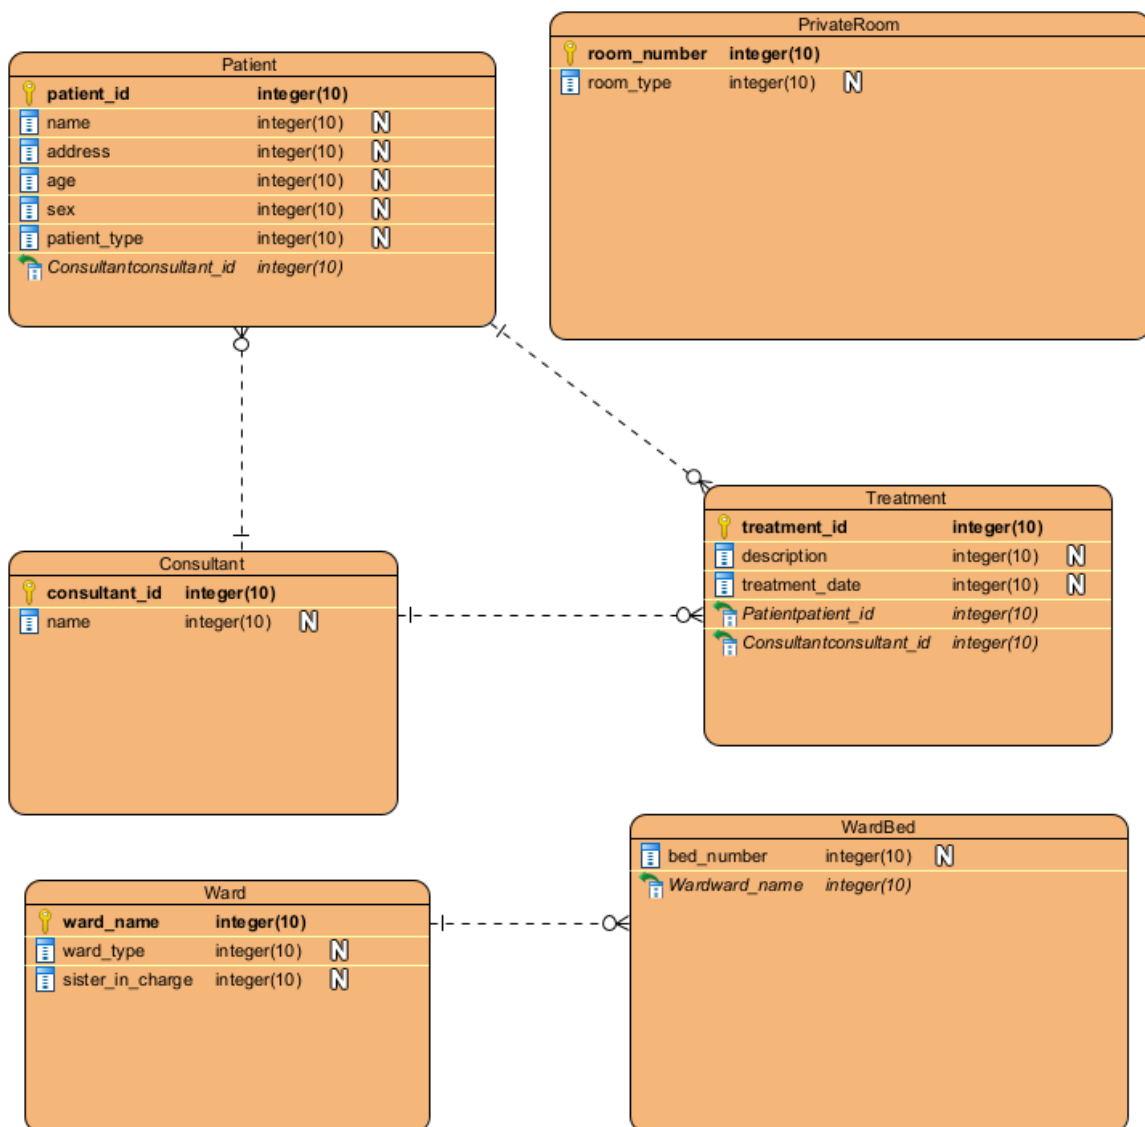 Patient
patient_id integer(10)
name integer(10) N
address integer(10) N
age integer(10) N
sex integer(10) N
patient_type integer(10) N
Consultantconsultant_id integer(10)
PrivateRoom
room_number integer(10)
room_type integer(10) N
Treatment
treatment_id integer(10)
description integer(10) N
treatment_date integer(10) N
Patientpatient_id integer(10)
Consultantconsultant_id integer(10)
Consultant
consultant_id integer(10)
name integer(10) N
WardBed
bed_number integer(10) N
Wardward_name integer(10)
Ward
ward_name integer(10)
ward_type integer(10) N
sister_in_charge integer(10) N